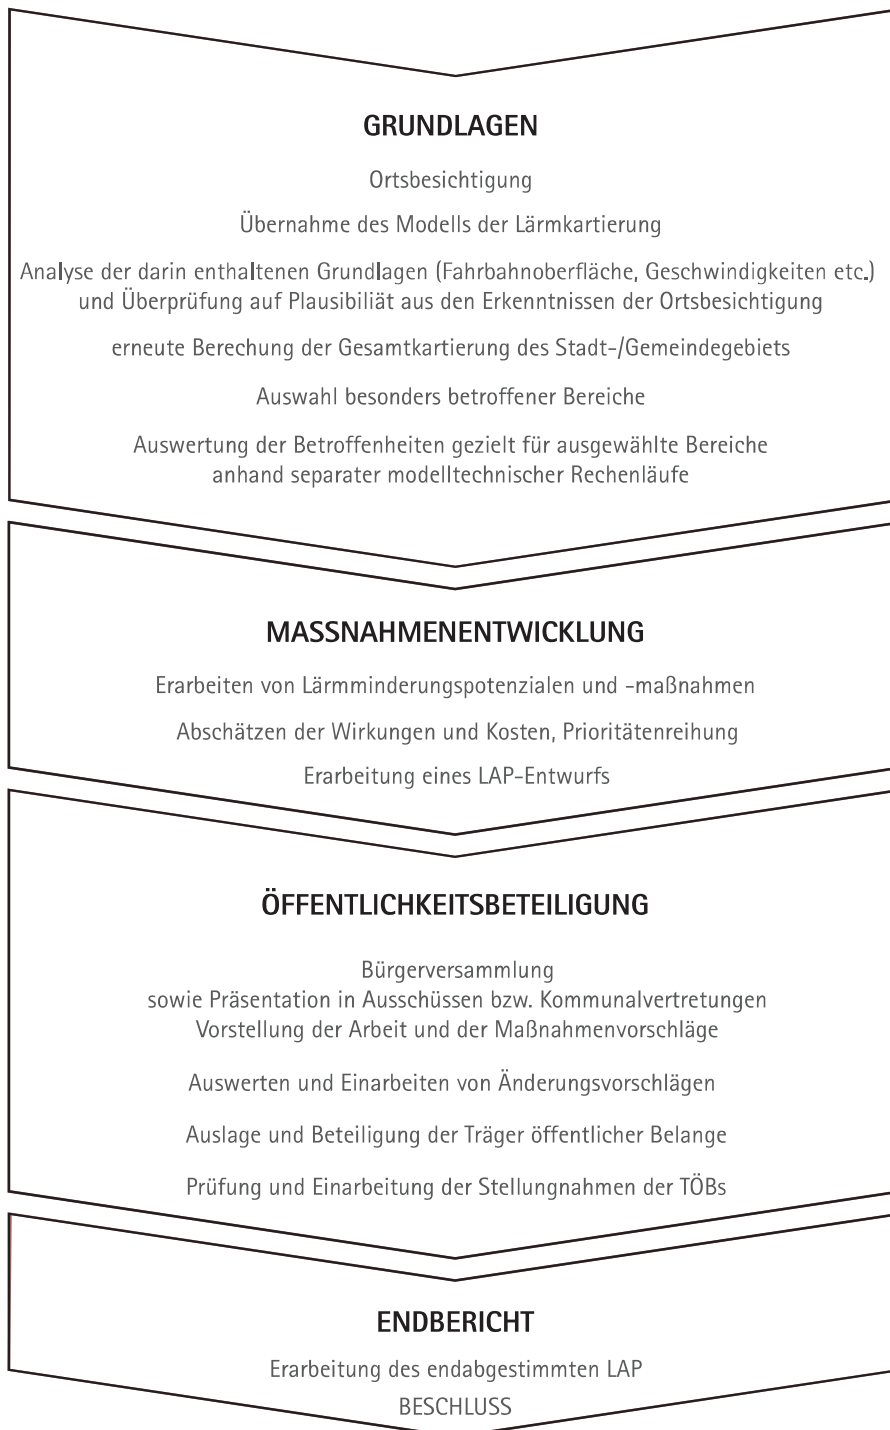 GRUNDLAGEN
Ortsbesichtigung
Übernahme des Modells der Lärmkartierung
Analyse der darin enthaltenen Grundlagen (Fahrbahnoberfläche, Geschwindigkeiten etc.)
und Überprüfung auf Plausibiliät aus den Erkenntnissen der Ortsbesichtigung
erneute Berechung der Gesamtkartierung des Stadt-/Gemeindegebiets
Auswahl besonders betroffener Bereiche
Auswertung der Betroffenheiten gezielt für ausgewählte Bereiche
anhand separater modelltechnischer Rechenläufe
MASSNAHMENENTWICKLUNG
Erarbeiten von Lärmminderungspotenzialen und -maßnahmen
Abschätzen der Wirkungen und Kosten, Prioritätenreihung
Erarbeitung eines LAP-Entwurfs
ÖFFENTLICHKEITSBETEILIGUNG
Bürgerversammlung
sowie Präsentation in Ausschüssen bzw. Kommunalvertretungen
Vorstellung der Arbeit und der Maßnahmenvorschläge
Auswerten und Einarbeiten von Änderungsvorschlägen
Auslage und Beteiligung der Träger öffentlicher Belange
Prüfung und Einarbeitung der Stellungnahmen der TÖBs
ENDBERICHT
Erarbeitung des endabgestimmten LAP
BESCHLUSS